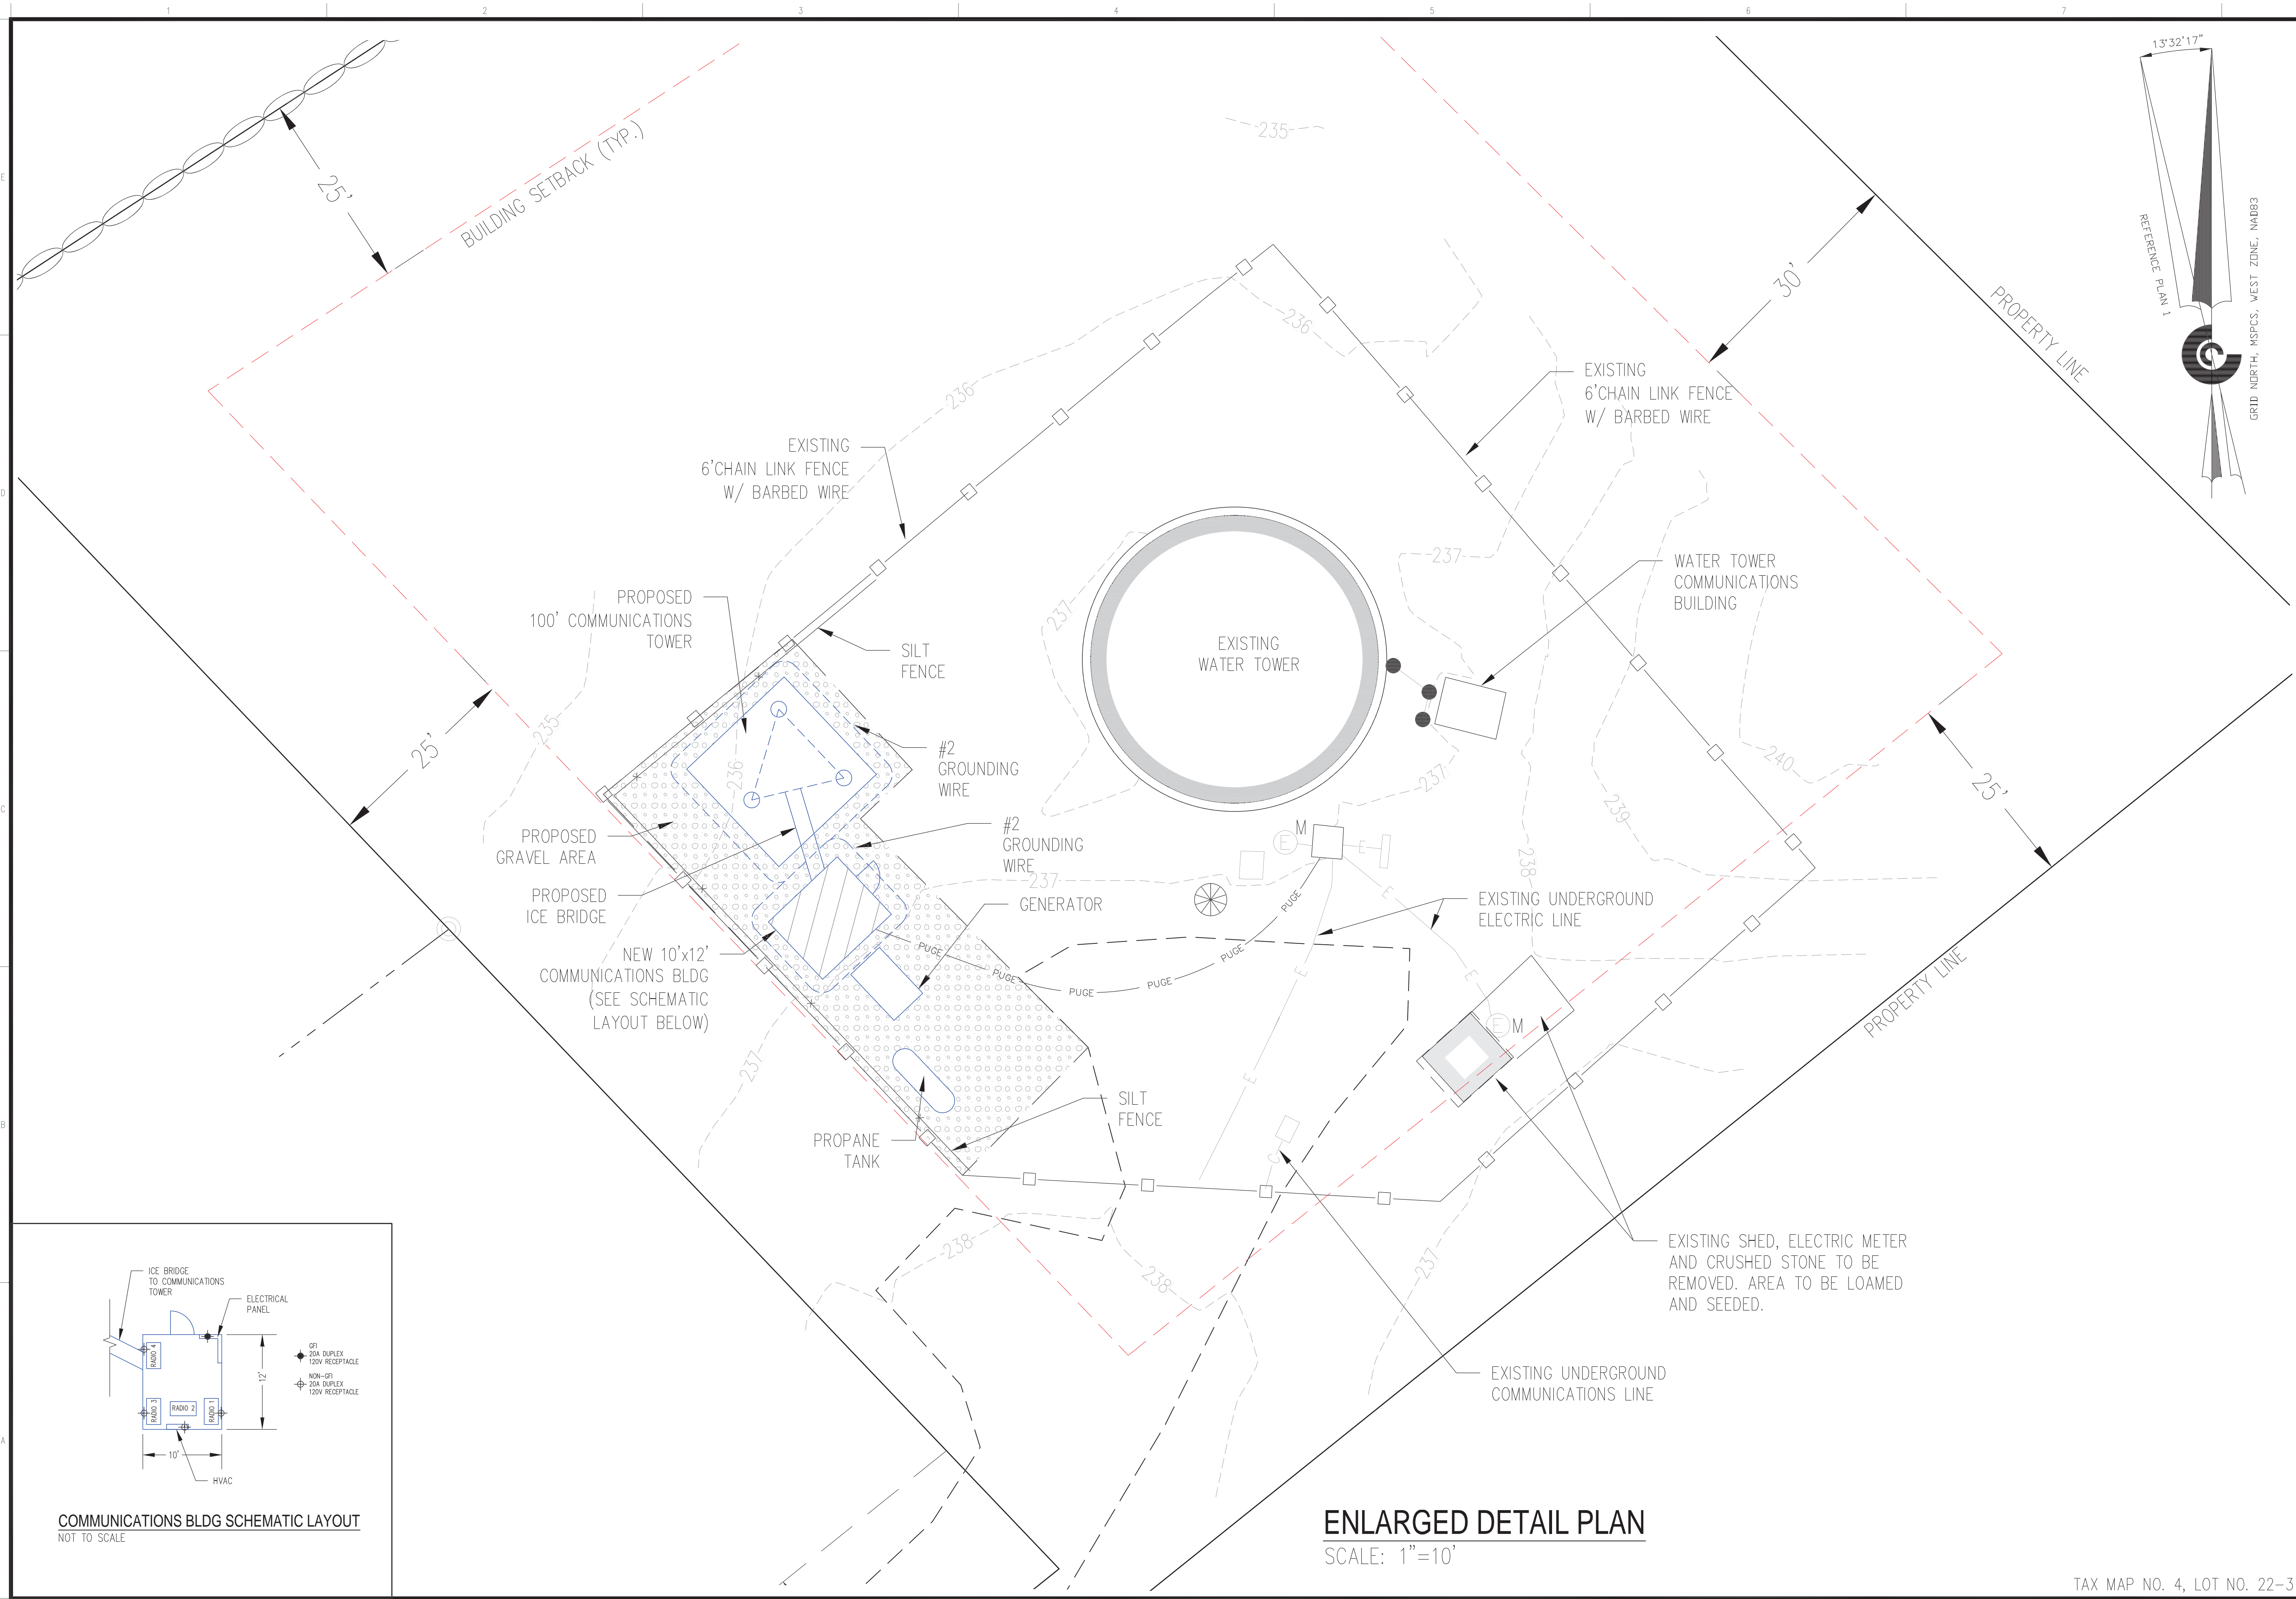 1 2 3 4 5 6 7
E
D
C
B
A
13°32'17"
REFERENCE PLAN 1
GRID NORTH, MSPCS, WEST ZONE, NAD83
25'
BUILDING SETBACK (TYP.)
235
30'
PROPERTY LINE
236
236
EXISTING
6'CHAIN LINK FENCE
W/ BARBED WIRE
EXISTING
6'CHAIN LINK FENCE
W/ BARBED WIRE
237
237
WATER TOWER
COMMUNICATIONS
BUILDING
PROPOSED
100' COMMUNICATIONS
TOWER
SILT
FENCE
EXISTING
WATER TOWER
235
25'
236
#2
GROUNDING
WIRE
237
240
239
238
25'
PROPOSED
GRAVEL AREA
#2
GROUNDING
WIRE
E
M
E
PROPOSED
ICE BRIDGE
237
GENERATOR
PUGE
E
EXISTING UNDERGROUND
ELECTRIC LINE
NEW 10'x12'
COMMUNICATIONS BLDG
(SEE SCHEMATIC
LAYOUT BELOW)
PUGE
PUGE
PUGE
PUGE
PUGE
E
E
E
M
PROPERTY LINE
237
E
SILT
FENCE
PROPANE
TANK
C
238
238
237
EXISTING SHED, ELECTRIC METER
AND CRUSHED STONE TO BE
REMOVED. AREA TO BE LOAMED
AND SEEDED.
EXISTING UNDERGROUND
COMMUNICATIONS LINE
ICE BRIDGE
TO COMMUNICATIONS
TOWER
ELECTRICAL
PANEL
RADIO 4
12'
GFI
20A DUPLEX
120V RECEPTACLE
NON-GFI
20A DUPLEX
120V RECEPTACLE
RADIO 3
RADIO 2
RADIO 1
10'
HVAC
COMMUNICATIONS BLDG SCHEMATIC LAYOUT
NOT TO SCALE
ENLARGED DETAIL PLAN
SCALE: 1"=10'
TAX MAP NO. 4, LOT NO. 22-3